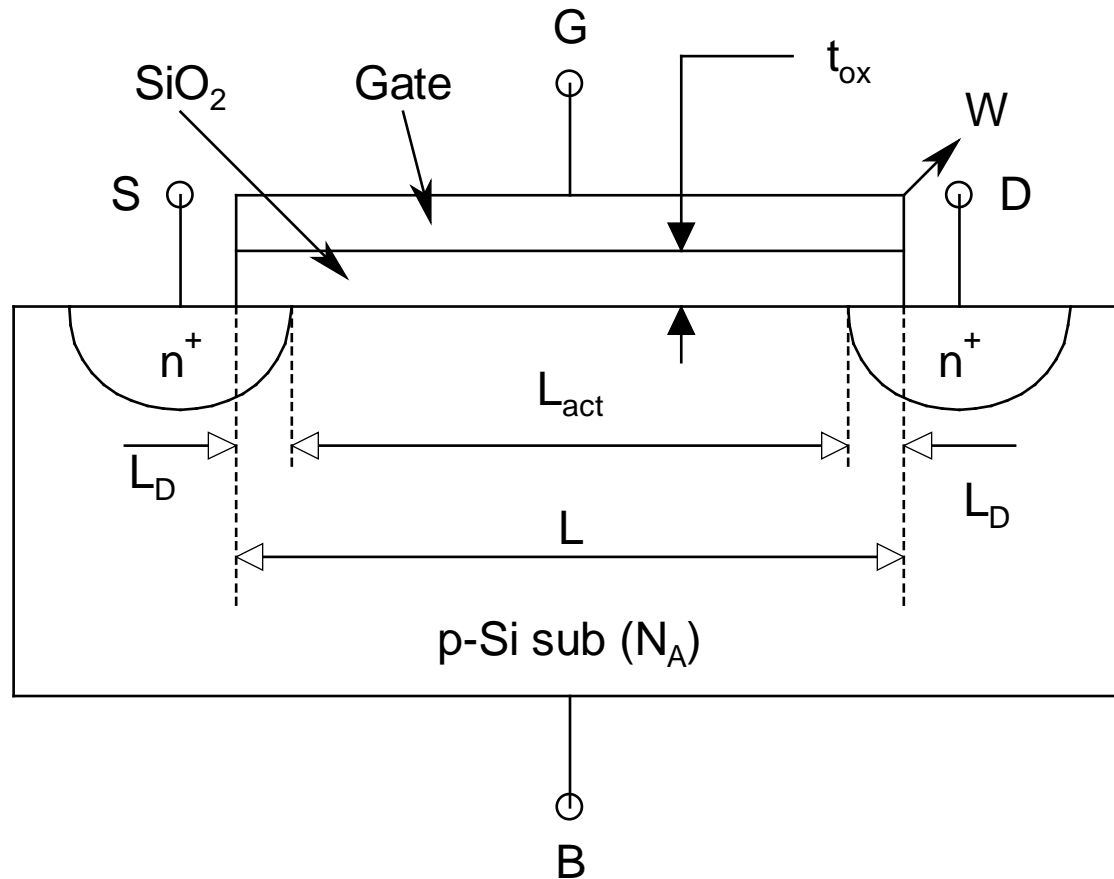 G
t_ox
SiO₂
Gate
W
S
D
n⁺
n⁺
L_act
L_D
L_D
L
p-Si sub (N_A)
B